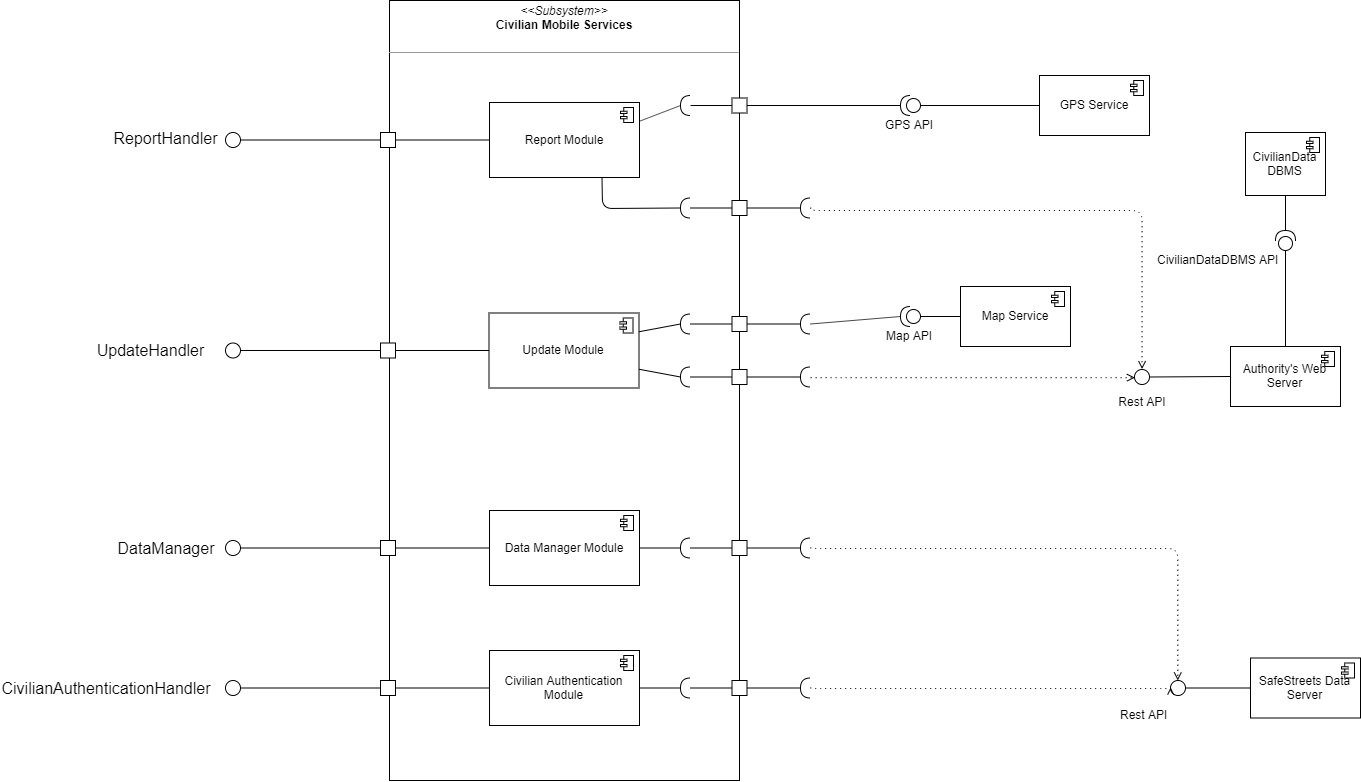 <<Subsystem>>
Civilian Mobile Services
GPS Service
GPS API
ReportHandler
Report Module
CivilianData
DBMS
CivilianDataDBMS API
Map Service
Map API
UpdateHandler
Update Module
Authority's Web
Server
Rest API
DataManager
Data Manager Module
CivilianAuthenticationHandler
Civilian Authentication
Module
SafeStreets Data
Server
Rest API